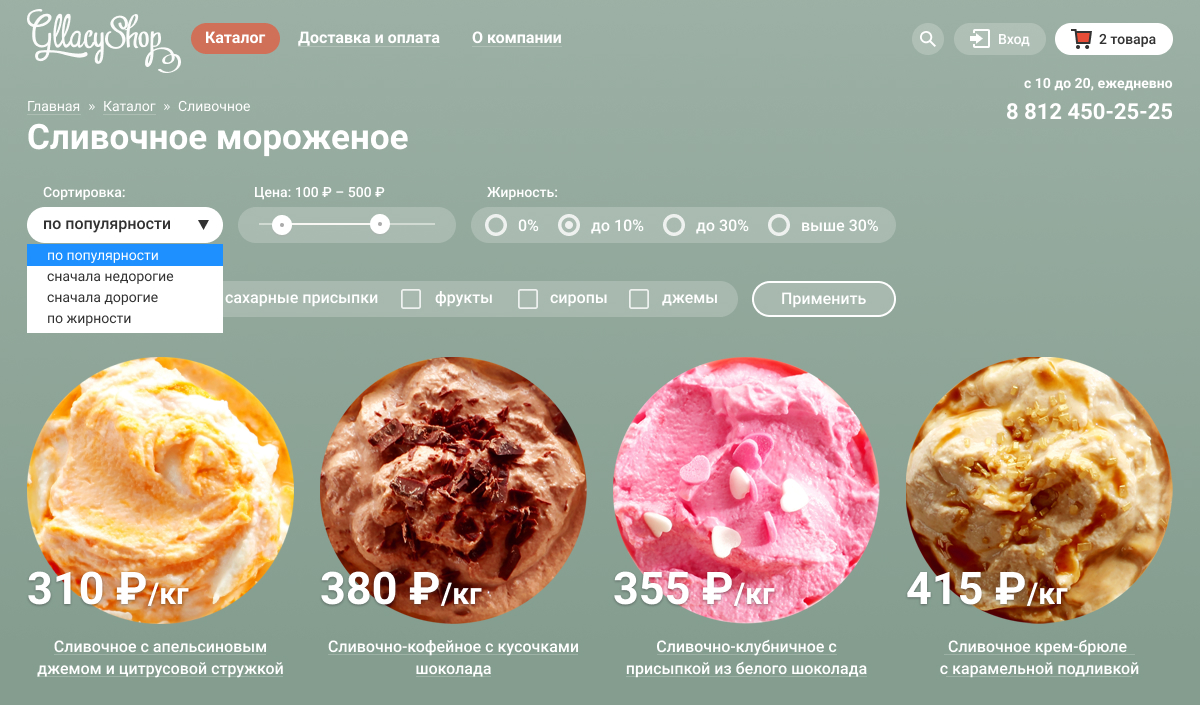 Gllacy Shop
Каталог
Доставка и оплата
О компании
Вход
2 товара
с 10 до 20, ежедневно
8 812 450-25-25
Главная » Каталог » Сливочное
Сливочное мороженое
Сортировка:
Цена: 100 ₽ – 500 ₽
Жирность:
по популярности
0%
до 10%
до 30%
выше 30%
по популярности
сначала недорогие
сначала дорогие
по жирности
сахарные присыпки
фрукты
сиропы
джемы
Применить
310 ₽/кг
380 ₽/кг
355 ₽/кг
415 ₽/кг
Сливочное с апельсиновым
джемом и цитрусовой стружкой
Сливочно-кофейное с кусочками
шоколада
Сливочно-клубничное с
присыпкой из белого шоколада
Сливочное крем-брюле
с карамельной подливкой